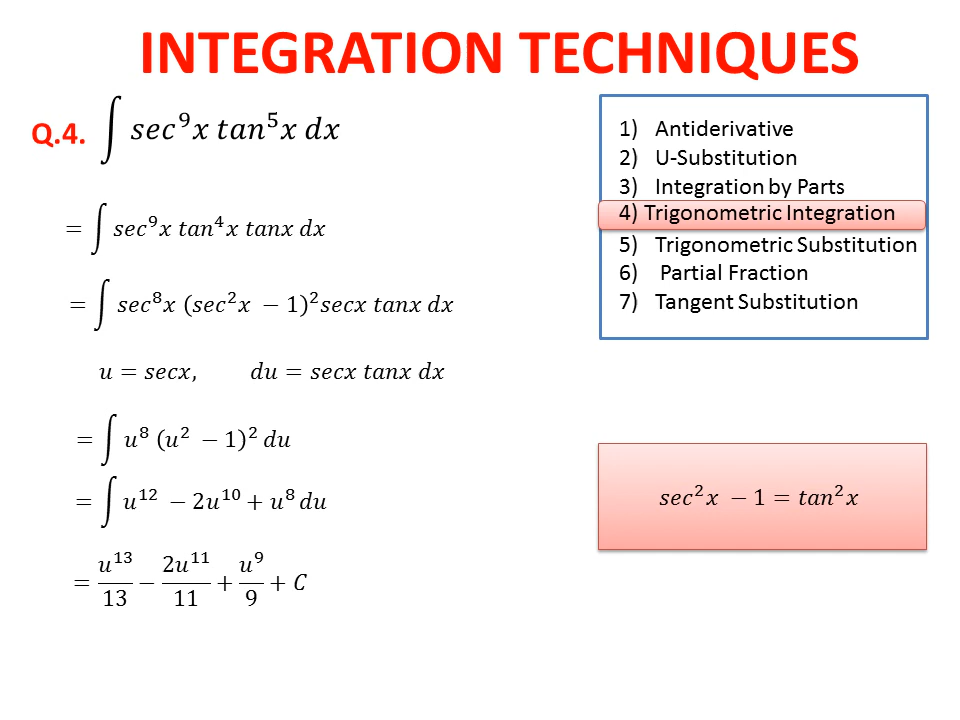 INTEGRATION TECHNIQUES
Q.4. ∫ sec⁹x tan⁵x dx
= ∫ sec⁹x tan⁴x tanx dx
= ∫ sec⁸x (sec²x − 1)² secx tanx dx
u = secx, du = secx tanx dx
= ∫ u⁸ (u² − 1)² du
= ∫ u¹² − 2u¹⁰ + u⁸ du
= u¹³/13 − 2u¹¹/11 + u⁹/9 + C
1) Antiderivative
2) U-Substitution
3) Integration by Parts
4) Trigonometric Integration
5) Trigonometric Substitution
6) Partial Fraction
7) Tangent Substitution
sec²x − 1 = tan²x